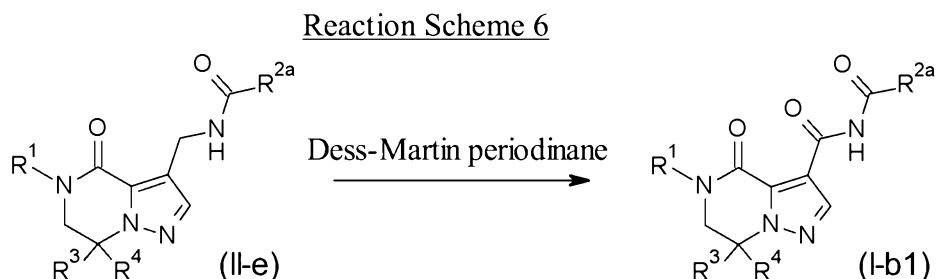 Reaction Scheme 6
O
R2a
O
N
H
R1
N
N
N
R3
R4
(II-e)
Dess-Martin periodinane
O
R2a
O
O
N
H
R1
N
N
N
R3
R4
(I-b1)